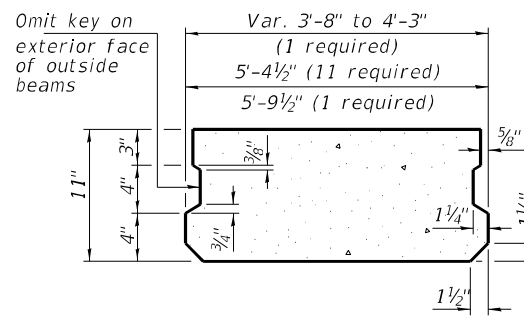 Omit key on
exterior face
of outside
beams
Var. 3'-8" to 4'-3"
(1 required)
5'-4½" (11 required)
5'-9½" (1 required)
5/8"
3"
3/8"
11"
4"
4"
3/4"
1¼"
1½"